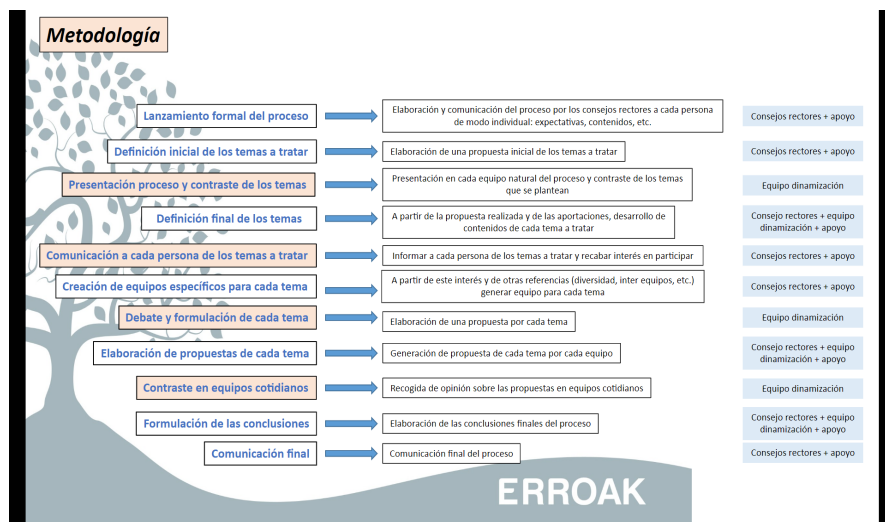 Metodología
Lanzamiento formal del proceso
Elaboración y comunicación del proceso por los consejos rectores a cada persona
de modo individual: expectativas, contenidos, etc.
Consejos rectores + apoyo
Definición inicial de los temas a tratar
Elaboración de una propuesta inicial de los temas a tratar
Consejos rectores + apoyo
Presentación proceso y contraste de los temas
Presentación en cada equipo natural del proceso y contraste de los temas
que se plantean
Equipo dinamización
Definición final de los temas
A partir de la propuesta realizada y de las aportaciones, desarrollo de
contenidos de cada tema a tratar
Consejo rectores + equipo
dinamización + apoyo
Comunicación a cada persona de los temas a tratar
Informar a cada persona de los temas a tratar y recabar interés en participar
Consejos rectores + apoyo
Creación de equipos específicos para cada tema
A partir de este interés y de otras referencias (diversidad, inter equipos, etc.)
generar equipo para cada tema
Consejos rectores + apoyo
Debate y formulación de cada tema
Elaboración de una propuesta por cada tema
Equipo dinamización
Elaboración de propuestas de cada tema
Generación de propuesta de cada tema por cada equipo
Consejo rectores + equipo
dinamización + apoyo
Contraste en equipos cotidianos
Recogida de opinión sobre las propuestas en equipos cotidianos
Equipo dinamización
Formulación de las conclusiones
Elaboración de las conclusiones finales del proceso
Consejo rectores + equipo
dinamización + apoyo
Comunicación final
Comunicación final del proceso
Consejos rectores + apoyo
ERROAK